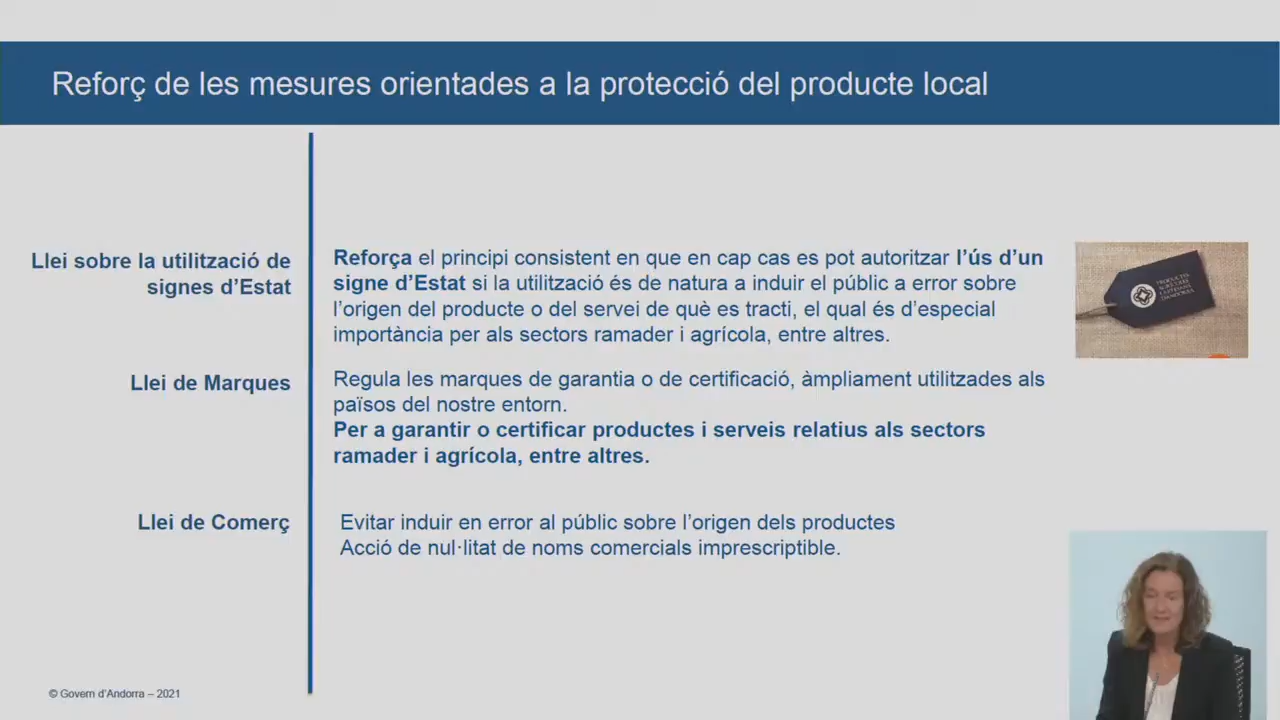 Reforç de les mesures orientades a la protecció del producte local
Llei sobre la utilització de
signes d'Estat
Reforça el principi consistent en que en cap cas es pot autoritzar l'ús d'un
signe d'Estat si la utilització és de natura a induir el públic a error sobre
l'origen del producte o del servei de què es tracti, el qual és d'especial
importància per als sectors ramader i agrícola, entre altres.
Llei de Marques
Regula les marques de garantia o de certificació, àmpliament utilitzades als
països del nostre entorn.
Per a garantir o certificar productes i serveis relatius als sectors
ramader i agrícola, entre altres.
Llei de Comerç
Evitar induir en error al públic sobre l'origen dels productes
Acció de nul·litat de noms comercials imprescriptible.
© Govern d'Andorra – 2021